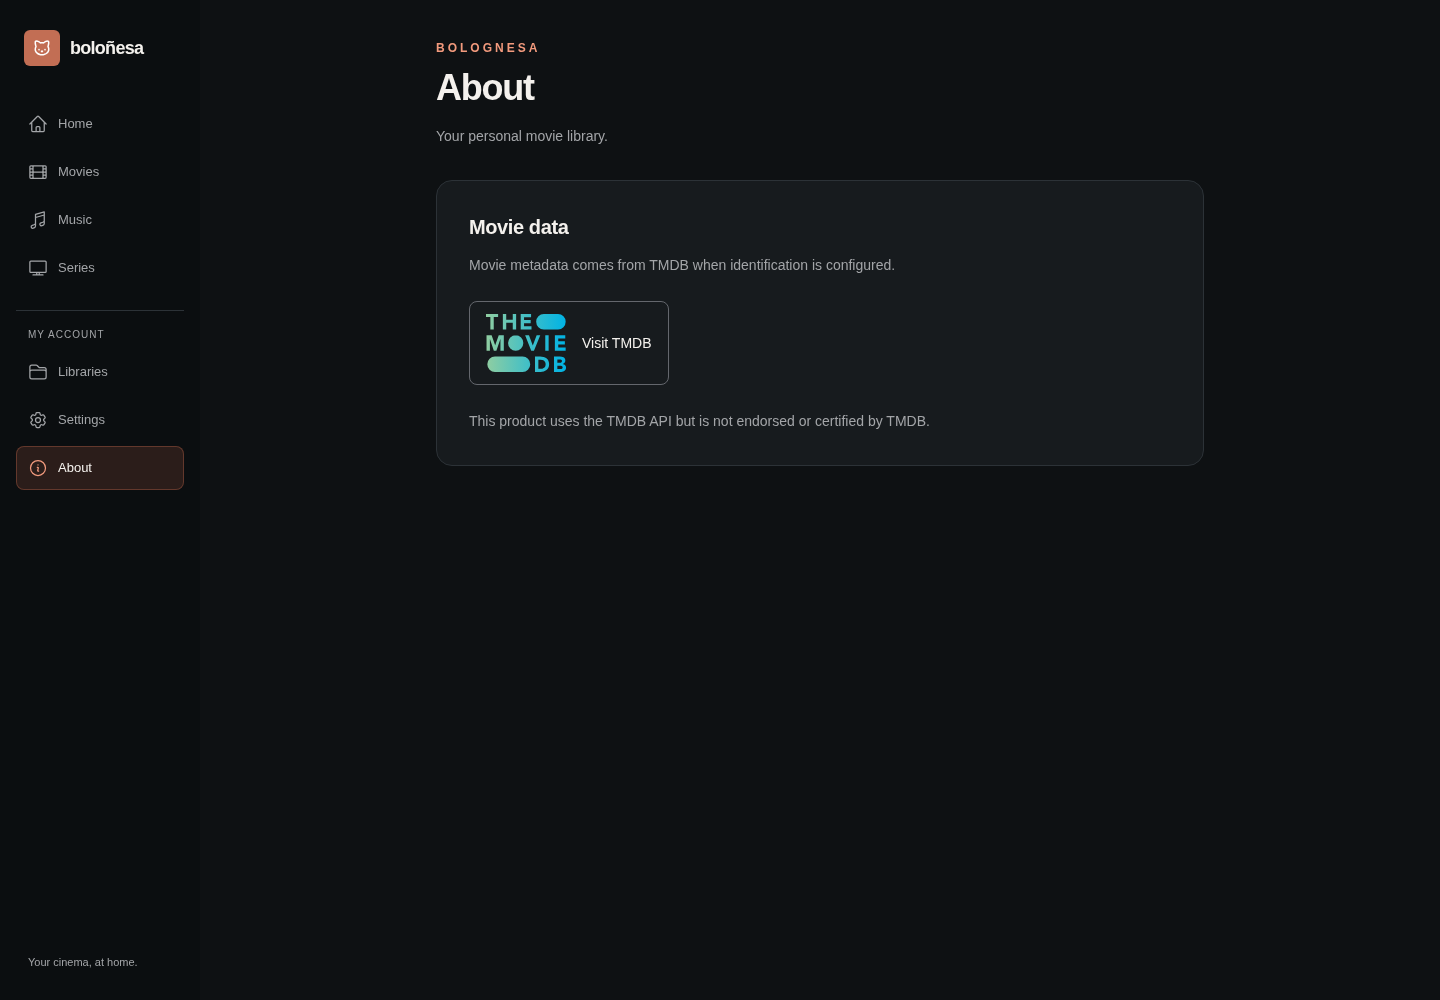 boloñesa
Home
Movies
Music
Series
MY ACCOUNT
Libraries
Settings
About
Your cinema, at home.
BOLOGNESA
About
Your personal movie library.
Movie data
Movie metadata comes from TMDB when identification is configured.
THE
MOVIE
DB
Visit TMDB
This product uses the TMDB API but is not endorsed or certified by TMDB.